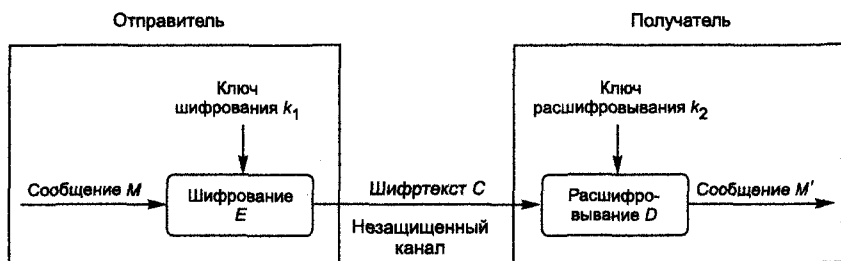 Отправитель
Получатель
Ключ
шифрования k₁
Ключ
расшифровывания k₂
Сообщение M
Шифрование
E
Шифртекст C
Незащищенный
канал
Расшифро-
вывание D
Сообщение M'